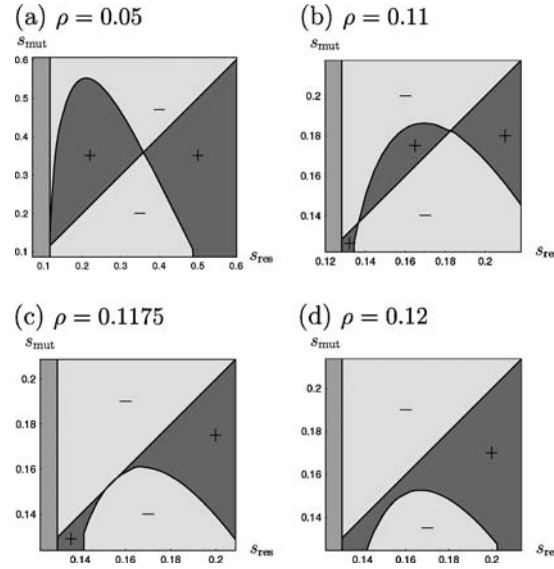 (a) ρ = 0.05
(b) ρ = 0.11
s_mut
0.6
0.5
0.4
0.3
0.2
0.1
−
+
+
−
0.1 0.2 0.3 0.4 0.5 0.6
s_res
s_mut
0.2
0.18
0.16
0.14
−
+
+
−
+
0.12 0.14 0.16 0.18 0.2
s_res
(c) ρ = 0.1175
(d) ρ = 0.12
s_mut
0.2
0.18
0.16
0.14
−
+
−
+
0.14 0.16 0.18 0.2
s_res
s_mut
0.2
0.18
0.16
0.14
−
+
−
0.14 0.16 0.18 0.2
s_res